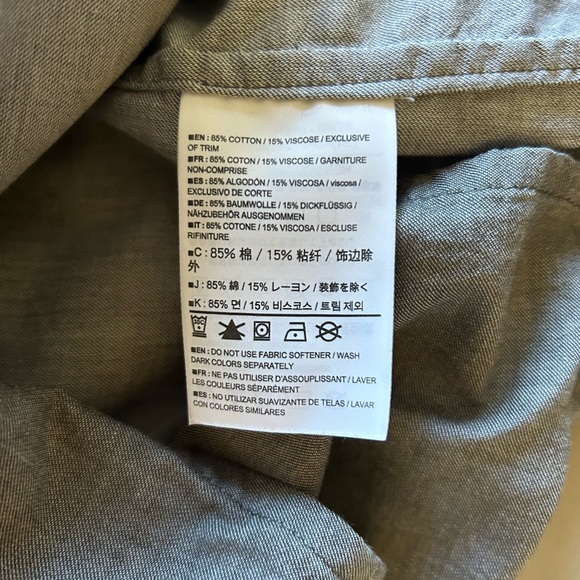 ■EN : 85% COTTON / 15% VISCOSE / EXCLUSIVE
OF TRIM
■FR : 85% COTON / 15% VISCOSE / GARNITURE
NON-COMPRISE
■ES : 85% ALGODÓN / 15% VISCOSA / viscosa /
EXCLUSIVO DE CORTE
■DE : 85% BAUMWOLLE / 15% DICKFLÜSSIG /
NÄHZUBEHÖR AUSGENOMMEN
■IT : 85% COTONE / 15% VISCOSA / ESCLUSE
RIFINITURE
■C : 85% 棉 / 15% 粘纤 / 饰边除
外
■J : 85% 綿 / 15% レーヨン / 装飾を除く
■K : 85% 면 / 15% 비스코스 / 트림 제외
30C
■EN : DO NOT USE FABRIC SOFTENER / WASH
DARK COLORS SEPARATELY
■FR : NE PAS UTILISER D'ASSOUPLISSANT / LAVER
LES COULEURS SÉPARÉMENT
■ES : NO UTILIZAR SUAVIZANTE DE TELAS / LAVAR
CON COLORES SIMILARES